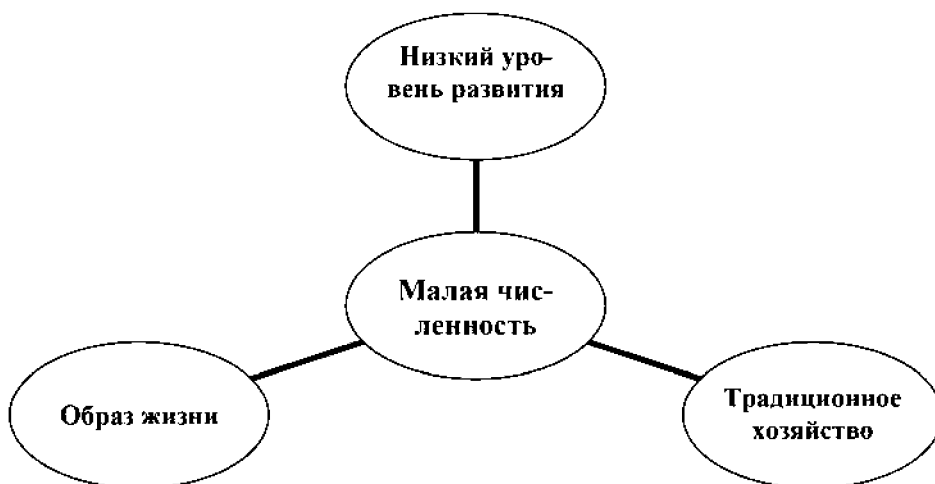 Низкий уро-
вень развития
Малая чис-
ленность
Образ жизни
Традиционное
хозяйство